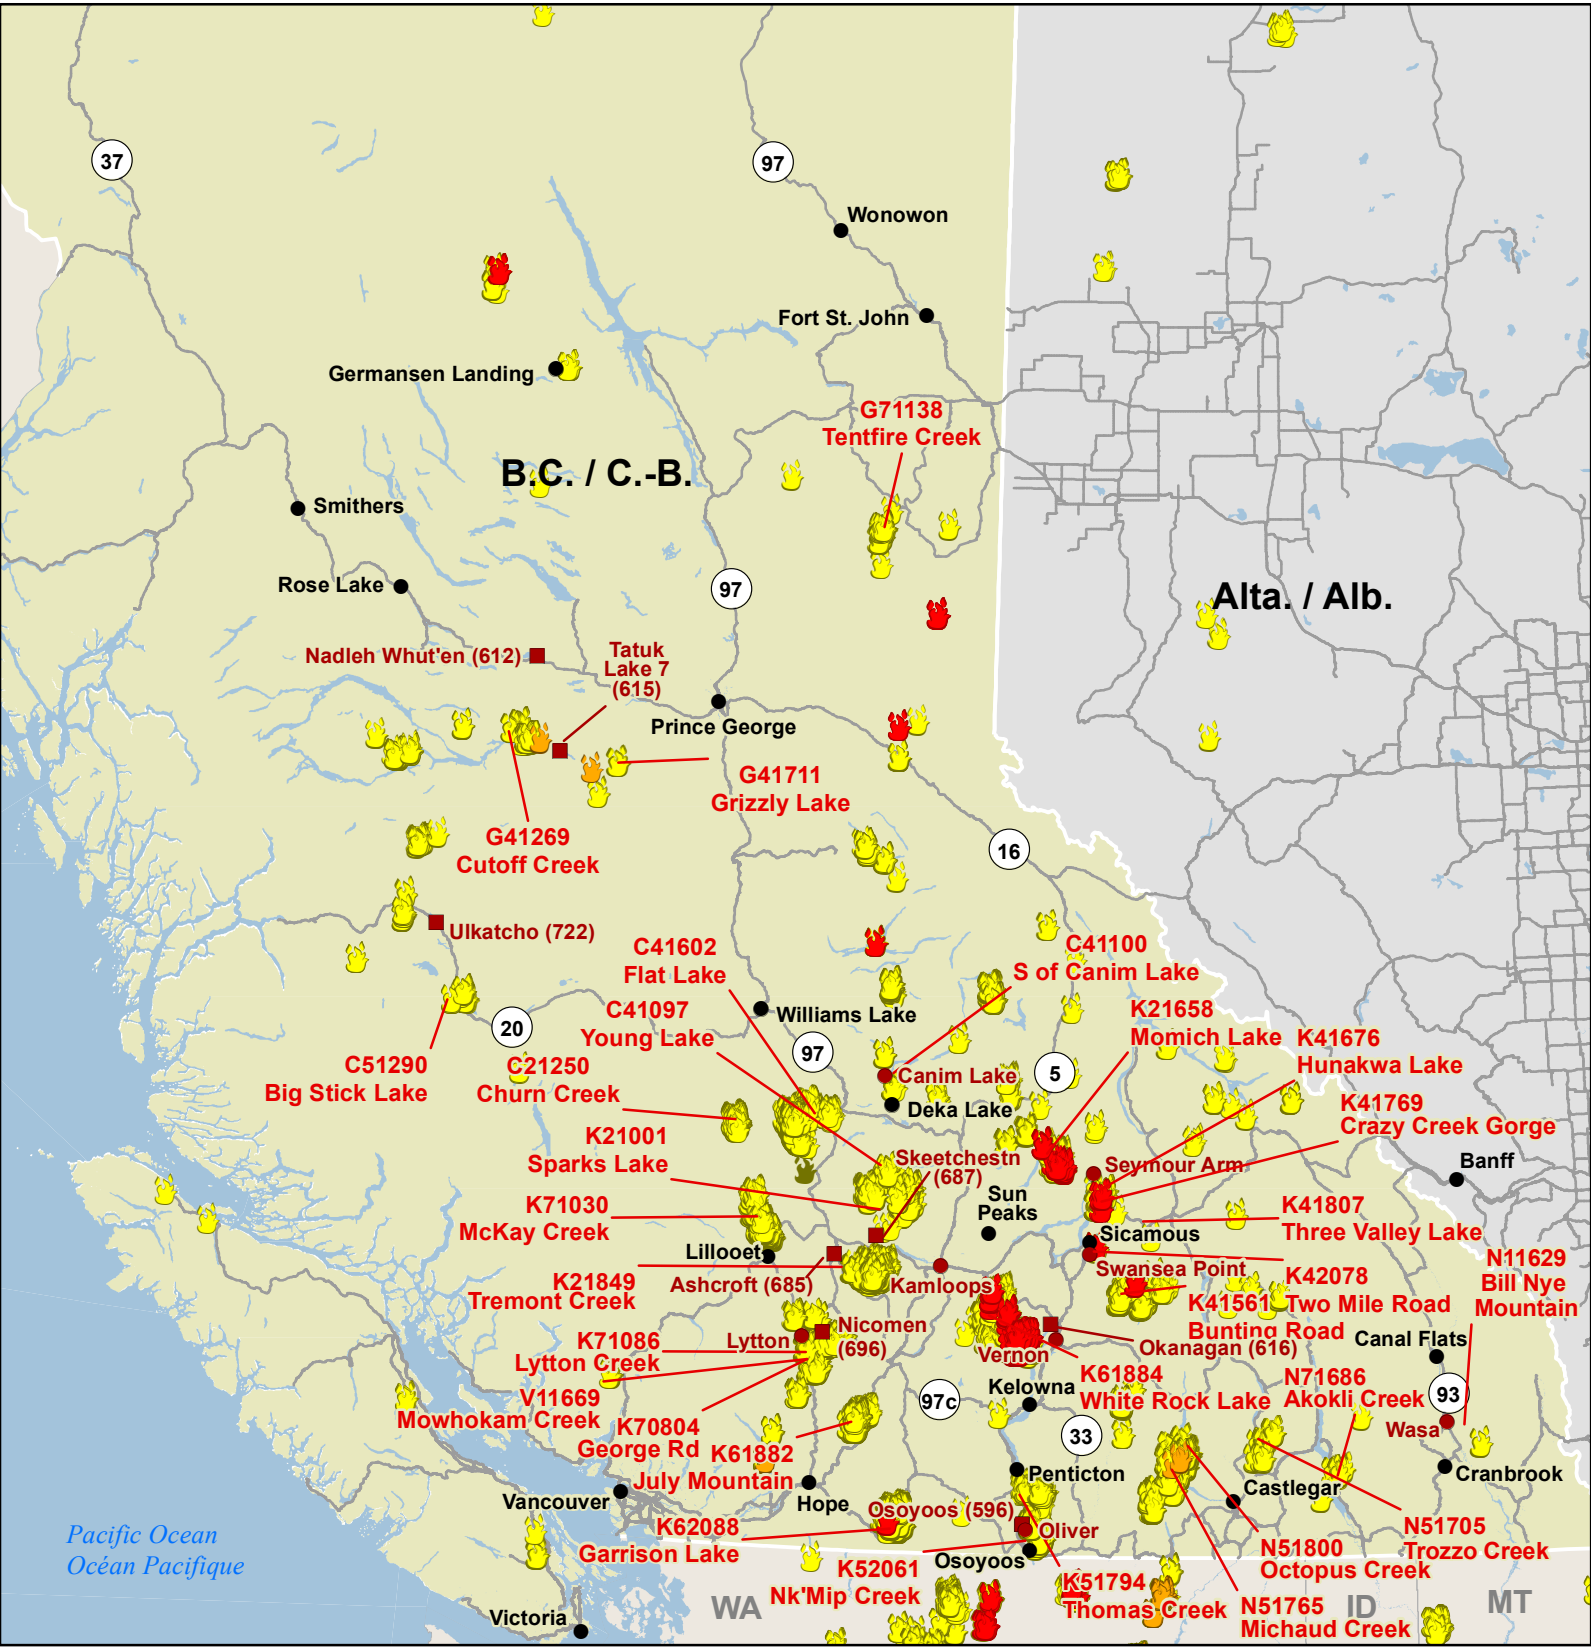 37
97
Wonowon
Fort St. John
Germansen Landing
G71138
Tentfire Creek
B.C. / C.-B.
Smithers
Rose Lake
97
Alta. / Alb.
Nadleh Whut'en (612)
Tatuk
Lake 7
(615)
Prince George
G41711
Grizzly Lake
G41269
Cutoff Creek
16
Ulkatcho (722)
C41602
Flat Lake
C41100
S of Canim Lake
C41097
Young Lake
Williams Lake
20
97
K21658
Momich Lake
K41676
Hunakwa Lake
C51290
Big Stick Lake
C21250
Churn Creek
Canim Lake
5
Deka Lake
K41769
Crazy Creek Gorge
K21001
Sparks Lake
Skeetchestn
(687)
Seymour Arm
Banff
Sun
Peaks
K71030
McKay Creek
K41807
Three Valley Lake
Lillooet
Sicamous
Swansea Point
N11629
Bill Nye
Mountain
K21849
Tremont Creek
Ashcroft (685)
Kamloops
K42078
Two Mile Road
K41561
Bunting Road
Lytton
Nicomen
(696)
K71086
Lytton Creek
Vernon
Okanagan (616)
Canal Flats
V11669
Mowhokam Creek
Kelowna
97c
K61884
White Rock Lake
N71686
Akokli Creek
93
K70804
George Rd
K61882
July Mountain
33
Wasa
Penticton
Cranbrook
Castlegar
Vancouver
Hope
Osoyoos (596)
Oliver
K62088
Garrison Lake
N51705
Trozzo Creek
Pacific Ocean
Océan Pacifique
K52061
Nk'Mip Creek
Osoyoos
N51800
Octopus Creek
K51794
Thomas Creek
N51765
Michaud Creek
Victoria
WA
ID
MT